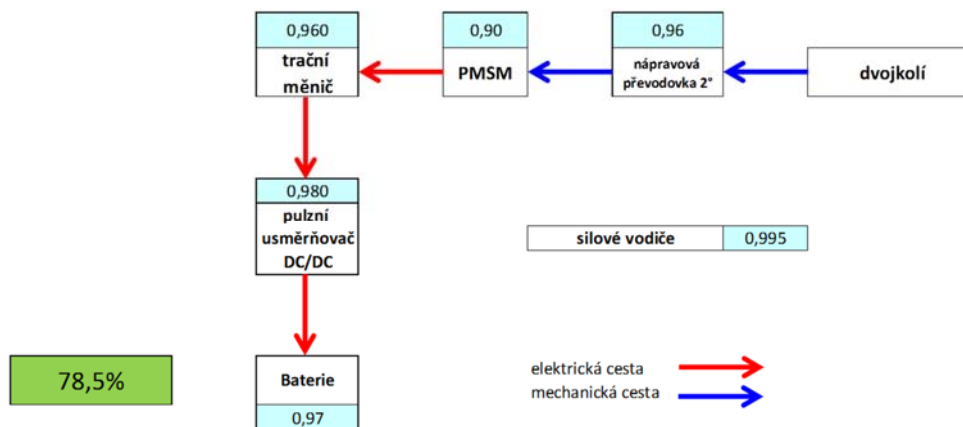 0,960
trační
měnič
0,90
PMSM
0,96
nápravová
převodovka 2°
dvojkolí
0,980
pulzní
usměrňovač
DC/DC
silové vodiče
0,995
78,5%
Baterie
0,97
elektrická cesta
mechanická cesta